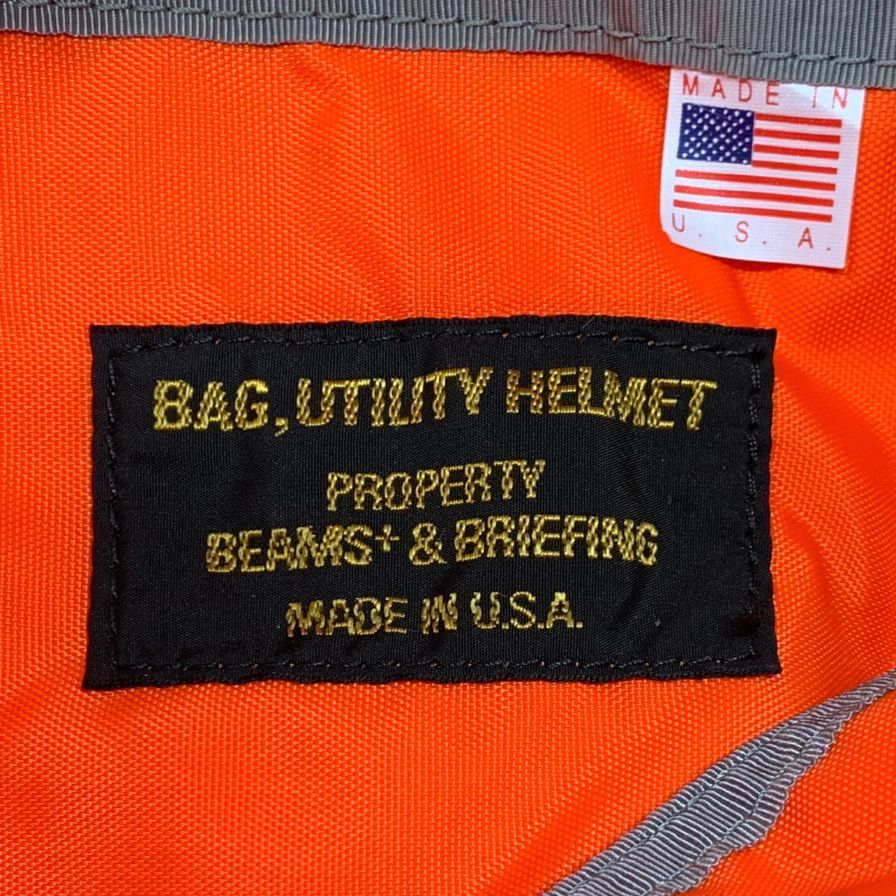 MADE IN
U. S. A.
BAG, UTILITY HELMET
PROPERTY
BEAMS+ & BRIEFING
MADE IN U.S.A.